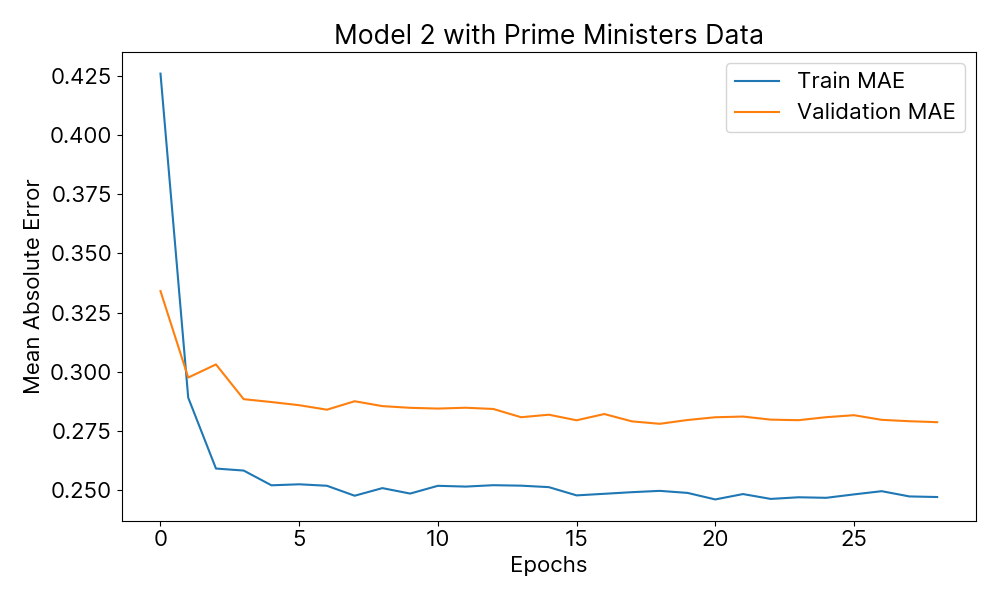 Model 2 with Prime Ministers Data
Train MAE
Validation MAE
Mean Absolute Error
0.425
0.400
0.375
0.350
0.325
0.300
0.275
0.250
0 5 10 15 20 25
Epochs